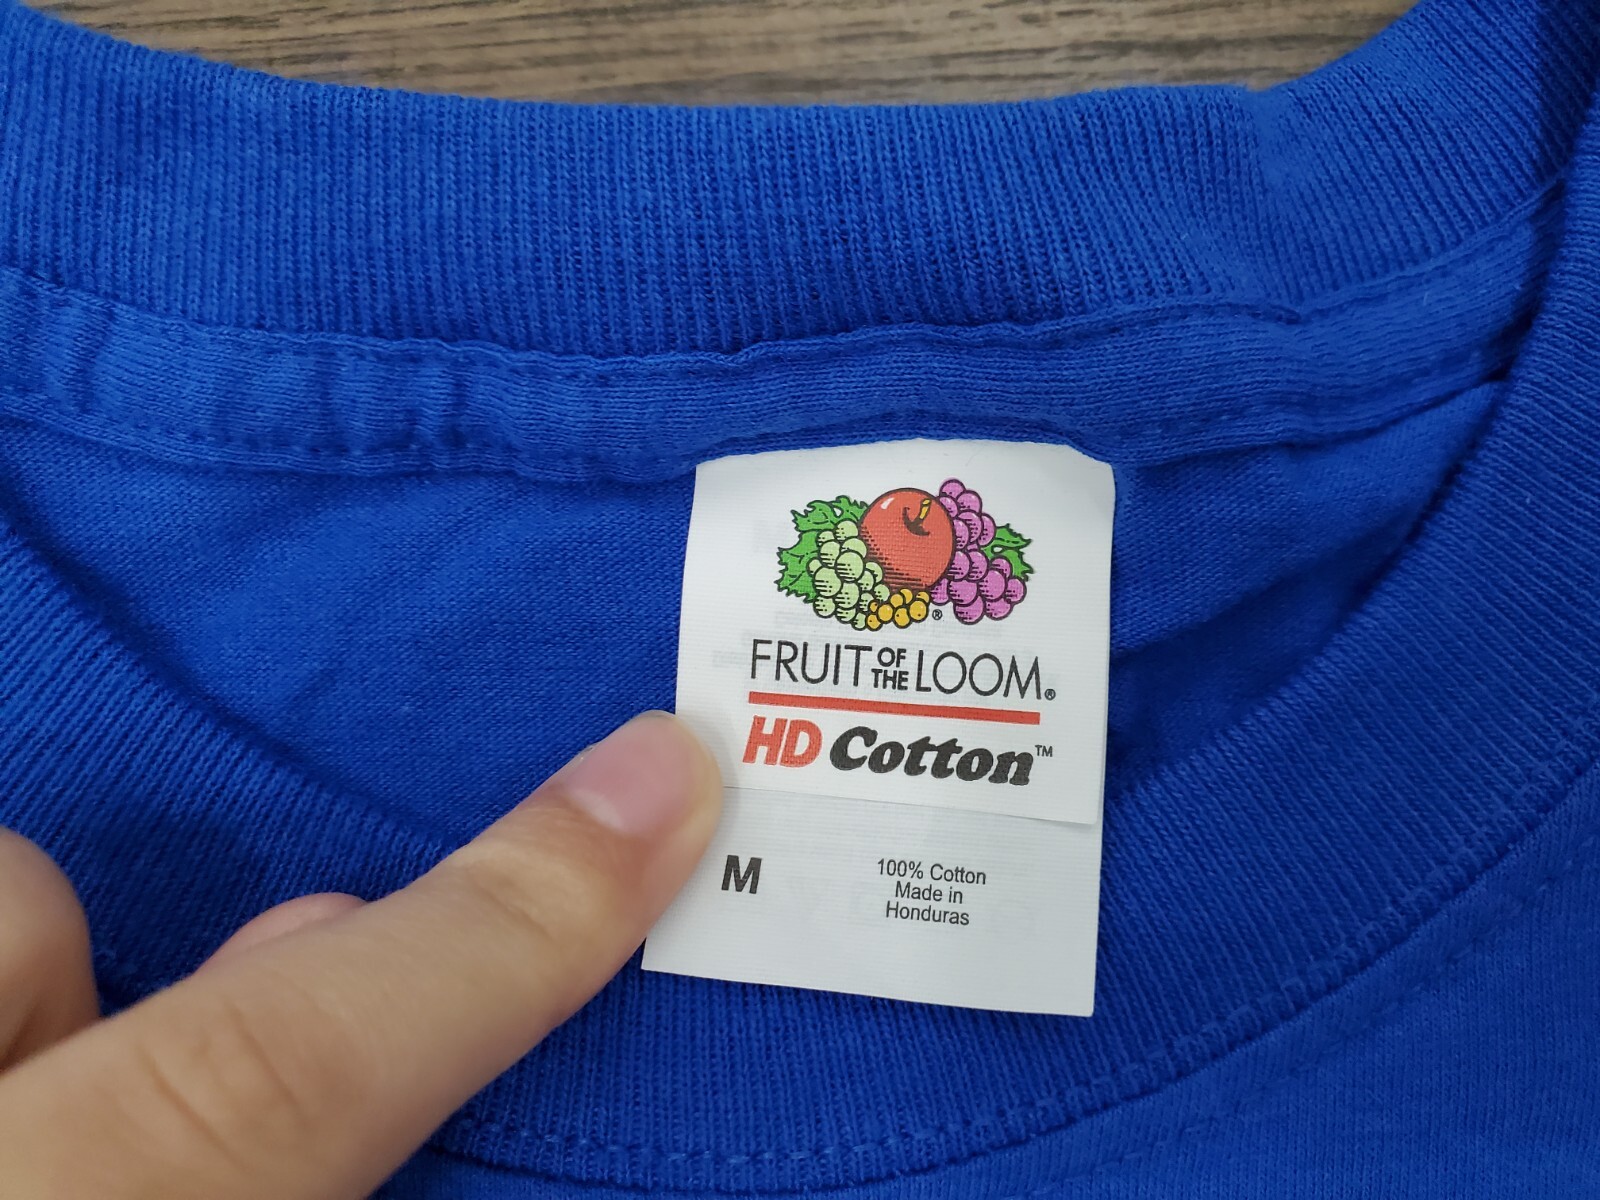 ®
FRUIT OF THE LOOM®
HD Cotton™
M
100% Cotton
Made in
Honduras